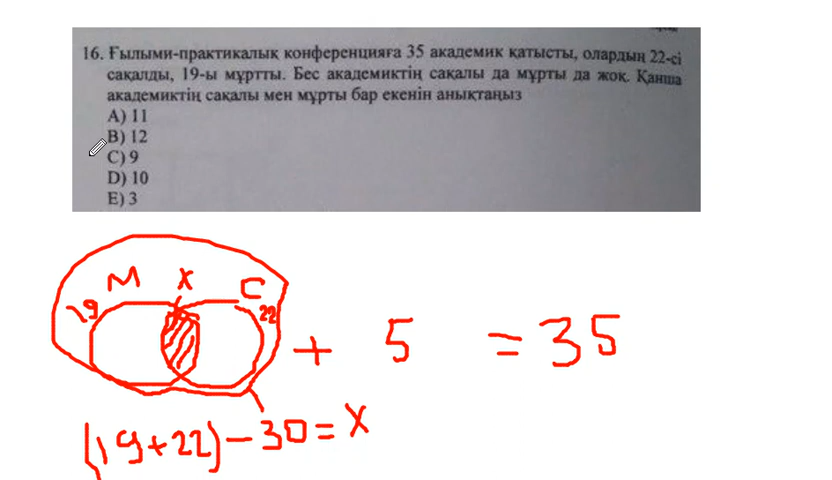 16. Ғылыми-практикалық конференцияға 35 академик қатысты, олардың 22-сі
сақалды, 19-ы мұртты. Бес академиктің сақалы да мұрты да жоқ. Қанша
академиктің сақалы мен мұрты бар екенін анықтаңыз
A) 11
B) 12
C) 9
D) 10
E) 3
М х С
19 22
+ 5 = 35
(19+22) - 30 = x